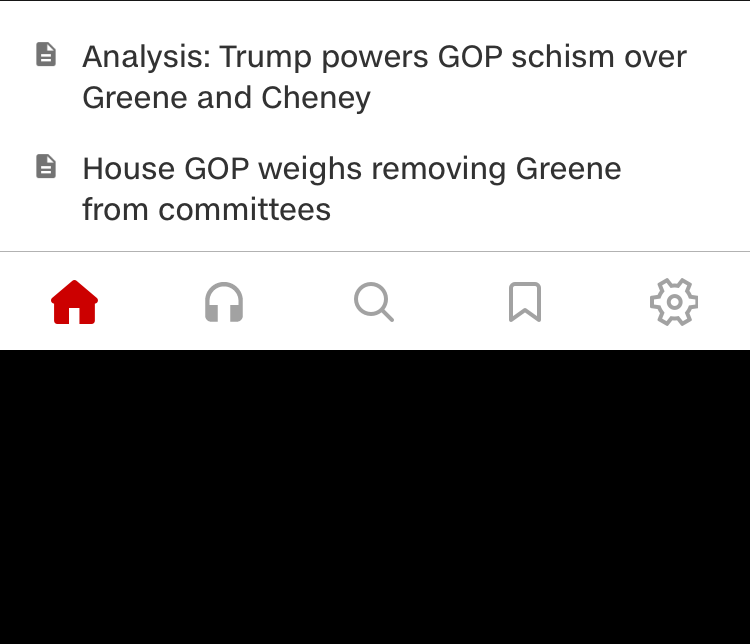 Analysis: Trump powers GOP schism over
Greene and Cheney
House GOP weighs removing Greene
from committees